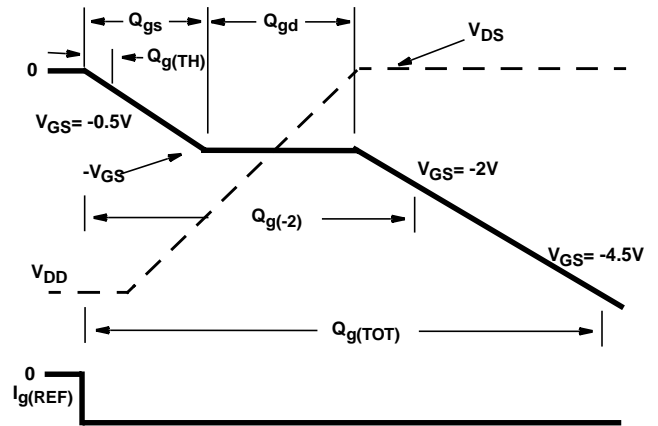 Qgs
Qgd
VDS
Qg(TH)
0
VGS= -0.5V
-VGS
VGS= -2V
Qg(-2)
VGS= -4.5V
VDD
Qg(TOT)
0
Ig(REF)